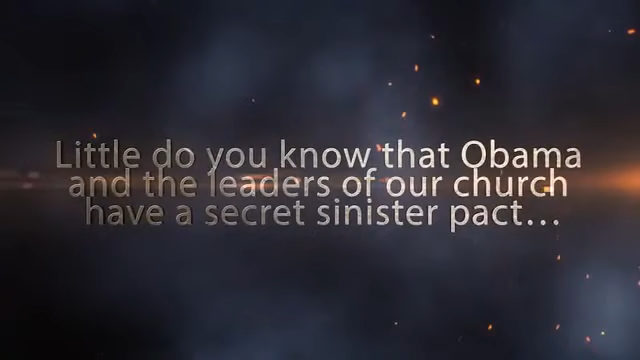 Little do you know that Obama
and the leaders of our church
have a secret sinister pact...